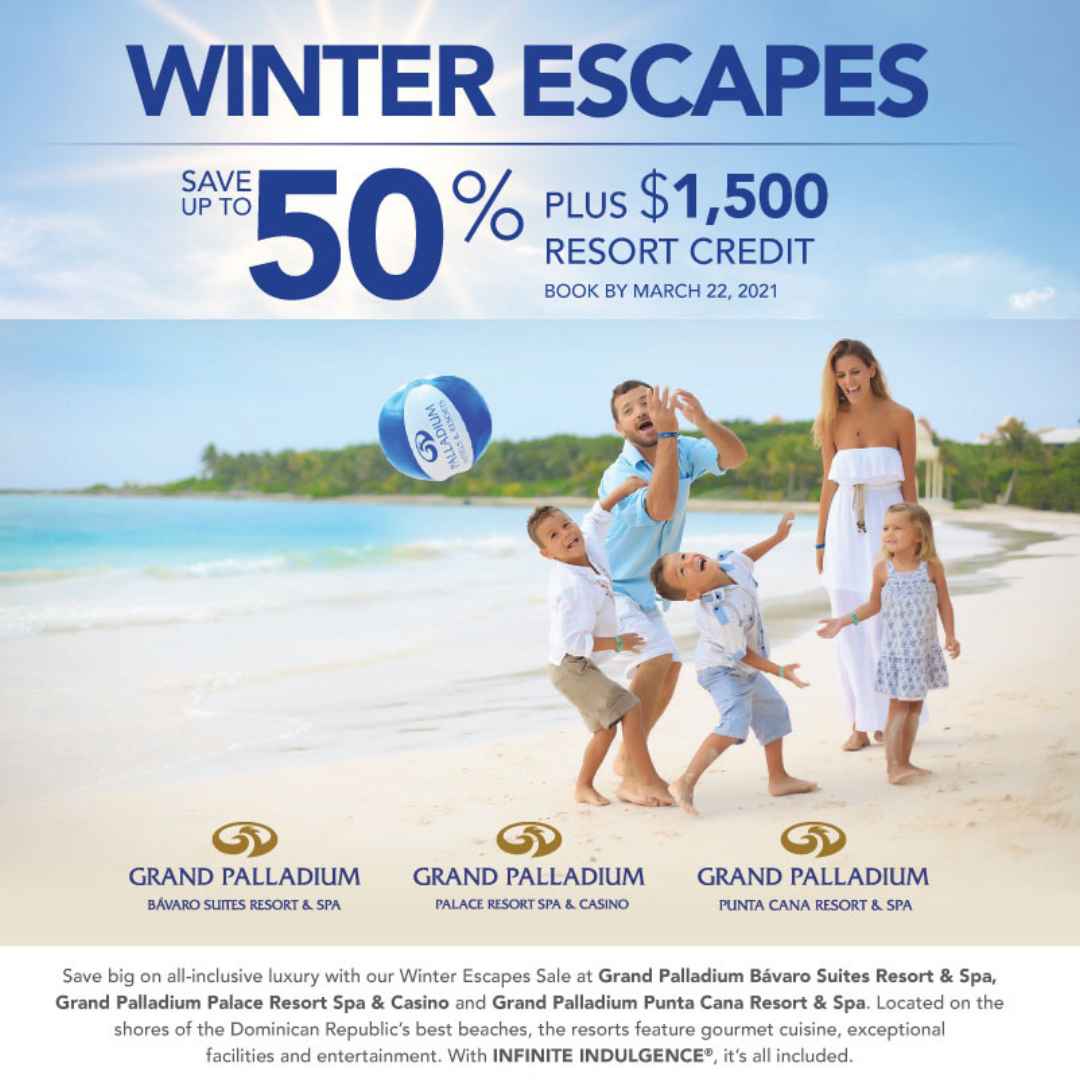 WINTER ESCAPES
SAVE
UP TO 50% PLUS $1,500
RESORT CREDIT
BOOK BY MARCH 22, 2021
PALLADIUM
HOTELS & RESORTS
GRAND PALLADIUM
BÁVARO SUITES RESORT & SPA
GRAND PALLADIUM
PALACE RESORT SPA & CASINO
GRAND PALLADIUM
PUNTA CANA RESORT & SPA
Save big on all-inclusive luxury with our Winter Escapes Sale at Grand Palladium Bávaro Suites Resort & Spa,
Grand Palladium Palace Resort Spa & Casino and Grand Palladium Punta Cana Resort & Spa. Located on the
shores of the Dominican Republic’s best beaches, the resorts feature gourmet cuisine, exceptional
facilities and entertainment. With INFINITE INDULGENCE®, it’s all included.